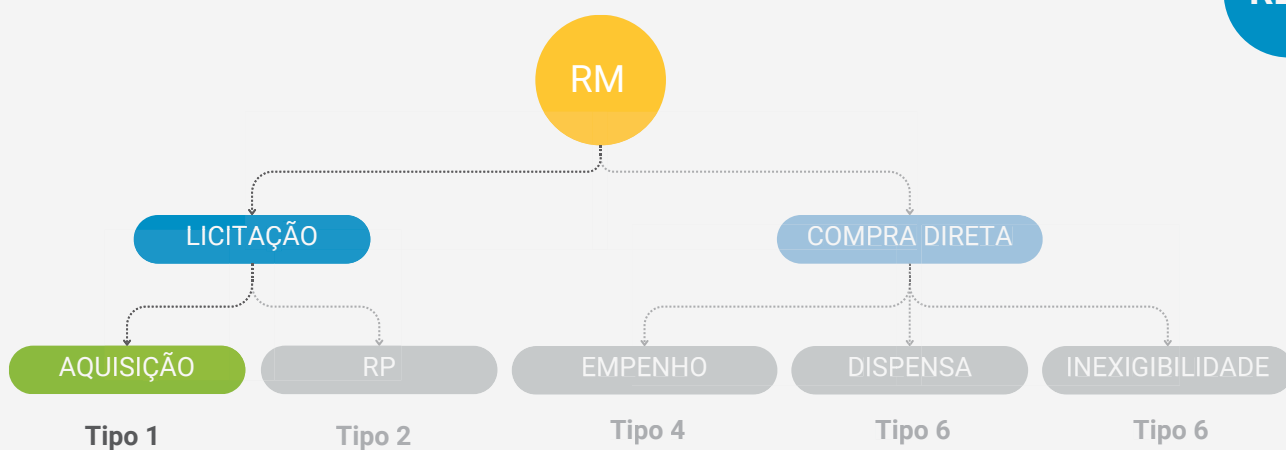 RM
LICITAÇÃO
COMPRA DIRETA
AQUISIÇÃO
RP
EMPENHO
DISPENSA
INEXIGIBILIDADE
Tipo 1
Tipo 2
Tipo 4
Tipo 6
Tipo 6